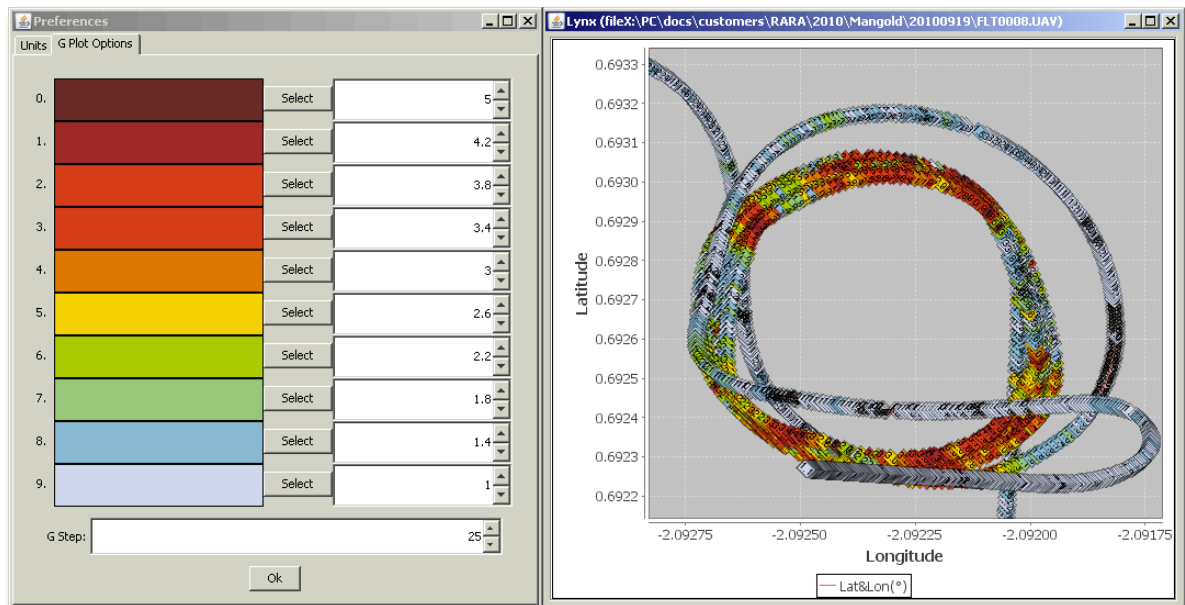 Preferences
Units G Plot Options
0. Select 5
1. Select 4.2
2. Select 3.8
3. Select 3.4
4. Select 3
5. Select 2.6
6. Select 2.2
7. Select 1.8
8. Select 1.4
9. Select 1
G Step: 25
Ok
Lynx (fileX:\PC\docs\customers\RARA\2010\Mangold\20100919\FLT0008.UAV)
0.6933
0.6932
0.6931
0.6930
0.6929
0.6928
0.6927
0.6926
0.6925
0.6924
0.6923
0.6922
Latitude
-2.09275 -2.09250 -2.09225 -2.09200 -2.09175
Longitude
Lat&Lon(°)